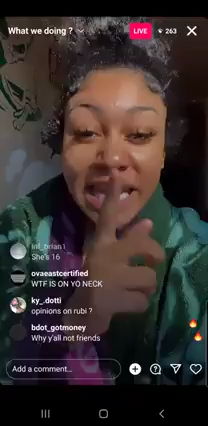 What we doing ?
LIVE
263
inf_brian1
She's 16
ovaeastcertified
WTF IS ON YO NECK
ky_.dotti
opinions on rubi ?
bdot_gotmoney
Why y'all not friends
Add a comment...